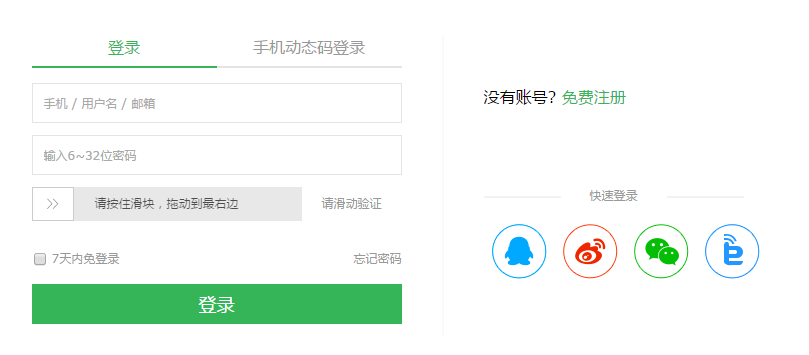 登录
手机动态码登录
手机 / 用户名 / 邮箱
输入6~32位密码
>> 请按住滑块，拖动到最右边
请滑动验证
7天内免登录
忘记密码
登录
没有账号? 免费注册
快速登录